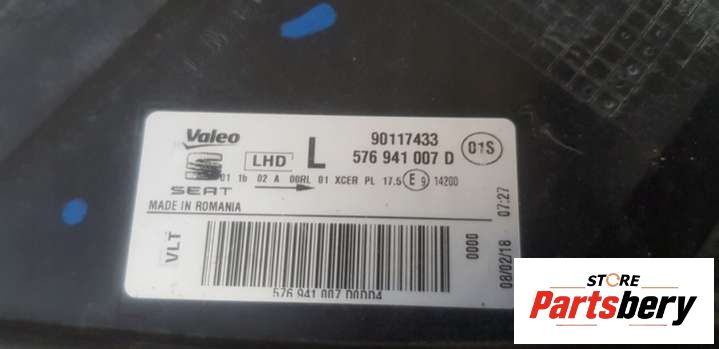 Valeo
LHD L
90117433
576 941 007 D
01S
SEAT
01 1b 02 A 00RL 01 XCER PL 17.5 E9 14200
MADE IN ROMANIA
VLT
0000
08/02/18 07:27
576 941 007 D00D4
STORE
Partsbery